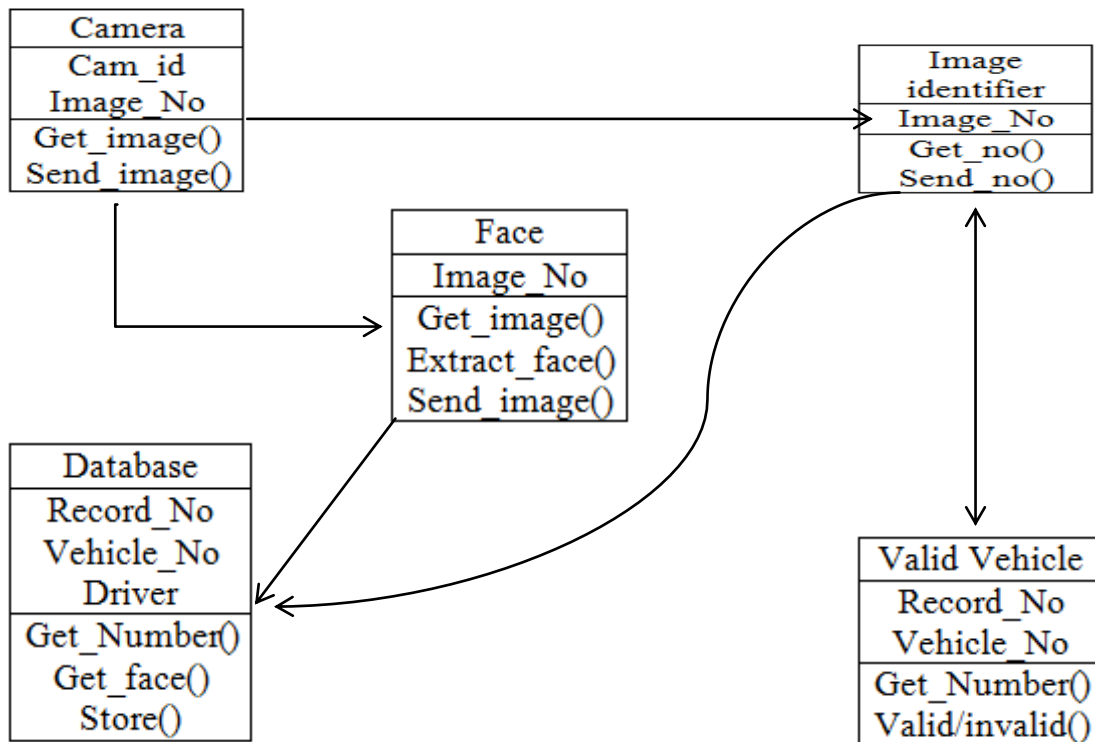 Camera
Cam_id
Image_No
Get_image()
Send_image()
Image
identifier
Image_No
Get_no()
Send_no()
Face
Image_No
Get_image()
Extract_face()
Send_image()
Database
Record_No
Vehicle_No
Driver
Get_Number()
Get_face()
Store()
Valid Vehicle
Record_No
Vehicle_No
Get_Number()
Valid/invalid()